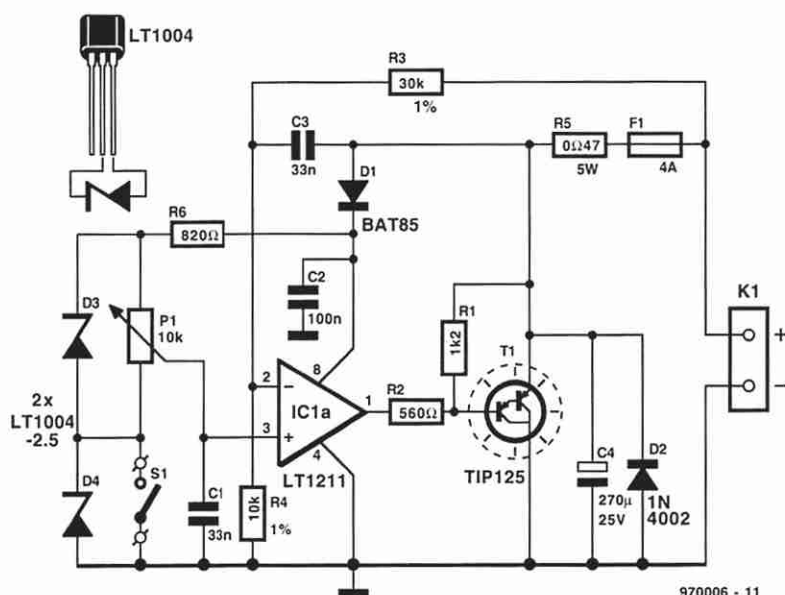 LT1004
R3
30k
1%
C3
33n
R5
0Ω47
5W
F1
4A
D1
BAT85
R6
820Ω
C2
100n
R1
1k2
K1
+
−
D3
P1
10k
T1
2
−
8
IC1a
1
R2
560Ω
3
+
4
LT1211
2x
LT1004
-2.5
TIP125
D4
S1
C1
33n
10k
R4
1%
C4
270µ
25V
D2
1N
4002
970006 - 11